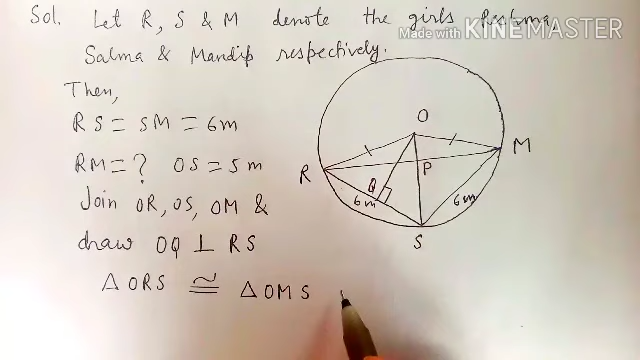 Sol. Let R, S & M denote the girls Reshma,
Made with KINEMASTER
Salma & Mandip respectively.
Then,
RS = SM = 6m
RM = ? OS = 5m
Join OR, OS, OM &
draw OQ ⊥ RS
△ ORS ≅ △ OMS
O
M
P
R
Q
6m
6m
S